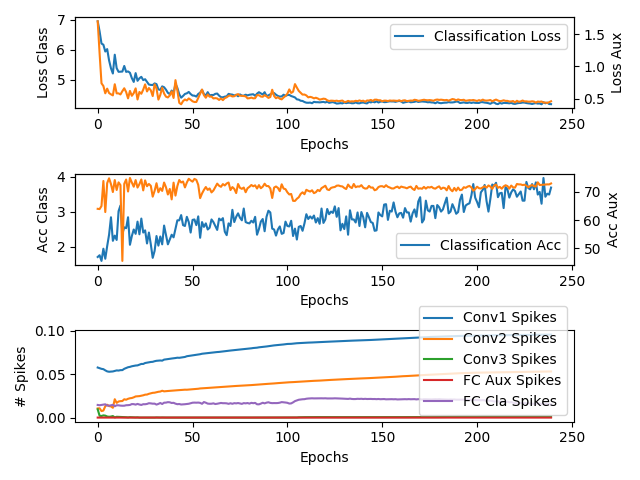 7
6
5
Loss Class
Classification Loss
1.5
1.0
0.5
Loss Aux
0 50 100 150 200 250
Epochs
4
3
2
Acc Class
Classification Acc
70
60
50
Acc Aux
0 50 100 150 200 250
Epochs
0.10
0.05
0.00
# Spikes
Conv1 Spikes
Conv2 Spikes
Conv3 Spikes
FC Aux Spikes
FC Cla Spikes
0 50 100 150 200 250
Epochs